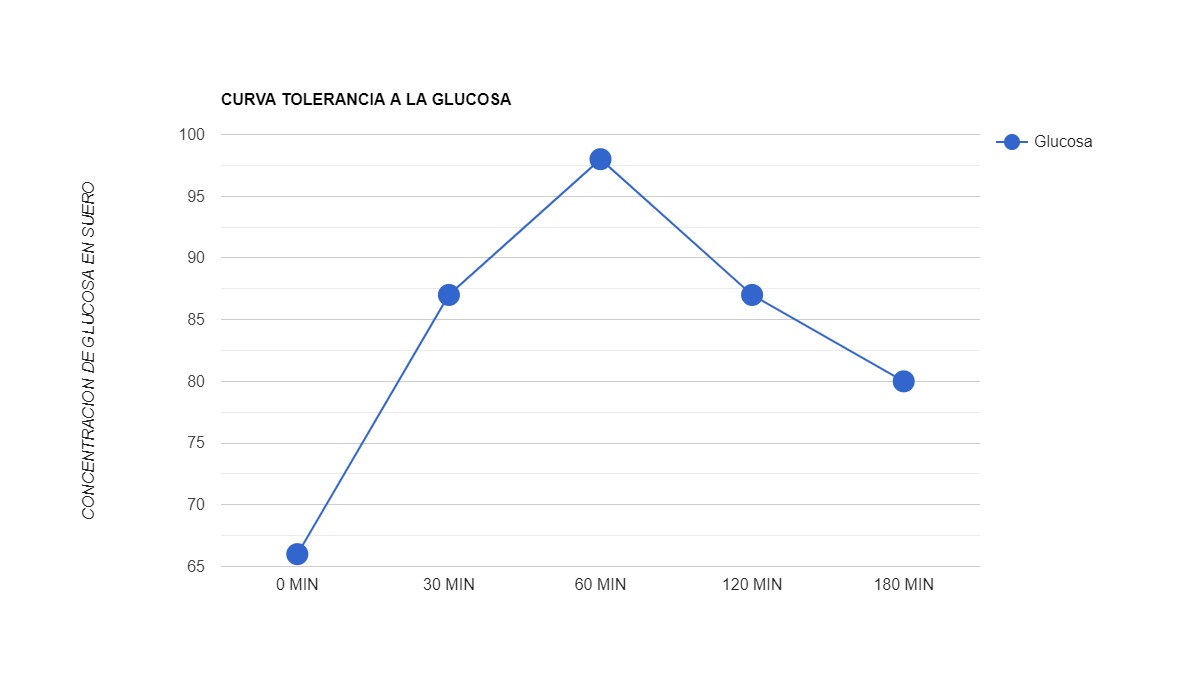 CURVA TOLERANCIA A LA GLUCOSA
Glucosa
CONCENTRACION DE GLUCOSA EN SUERO
100
95
90
85
80
75
70
65
0 MIN
30 MIN
60 MIN
120 MIN
180 MIN